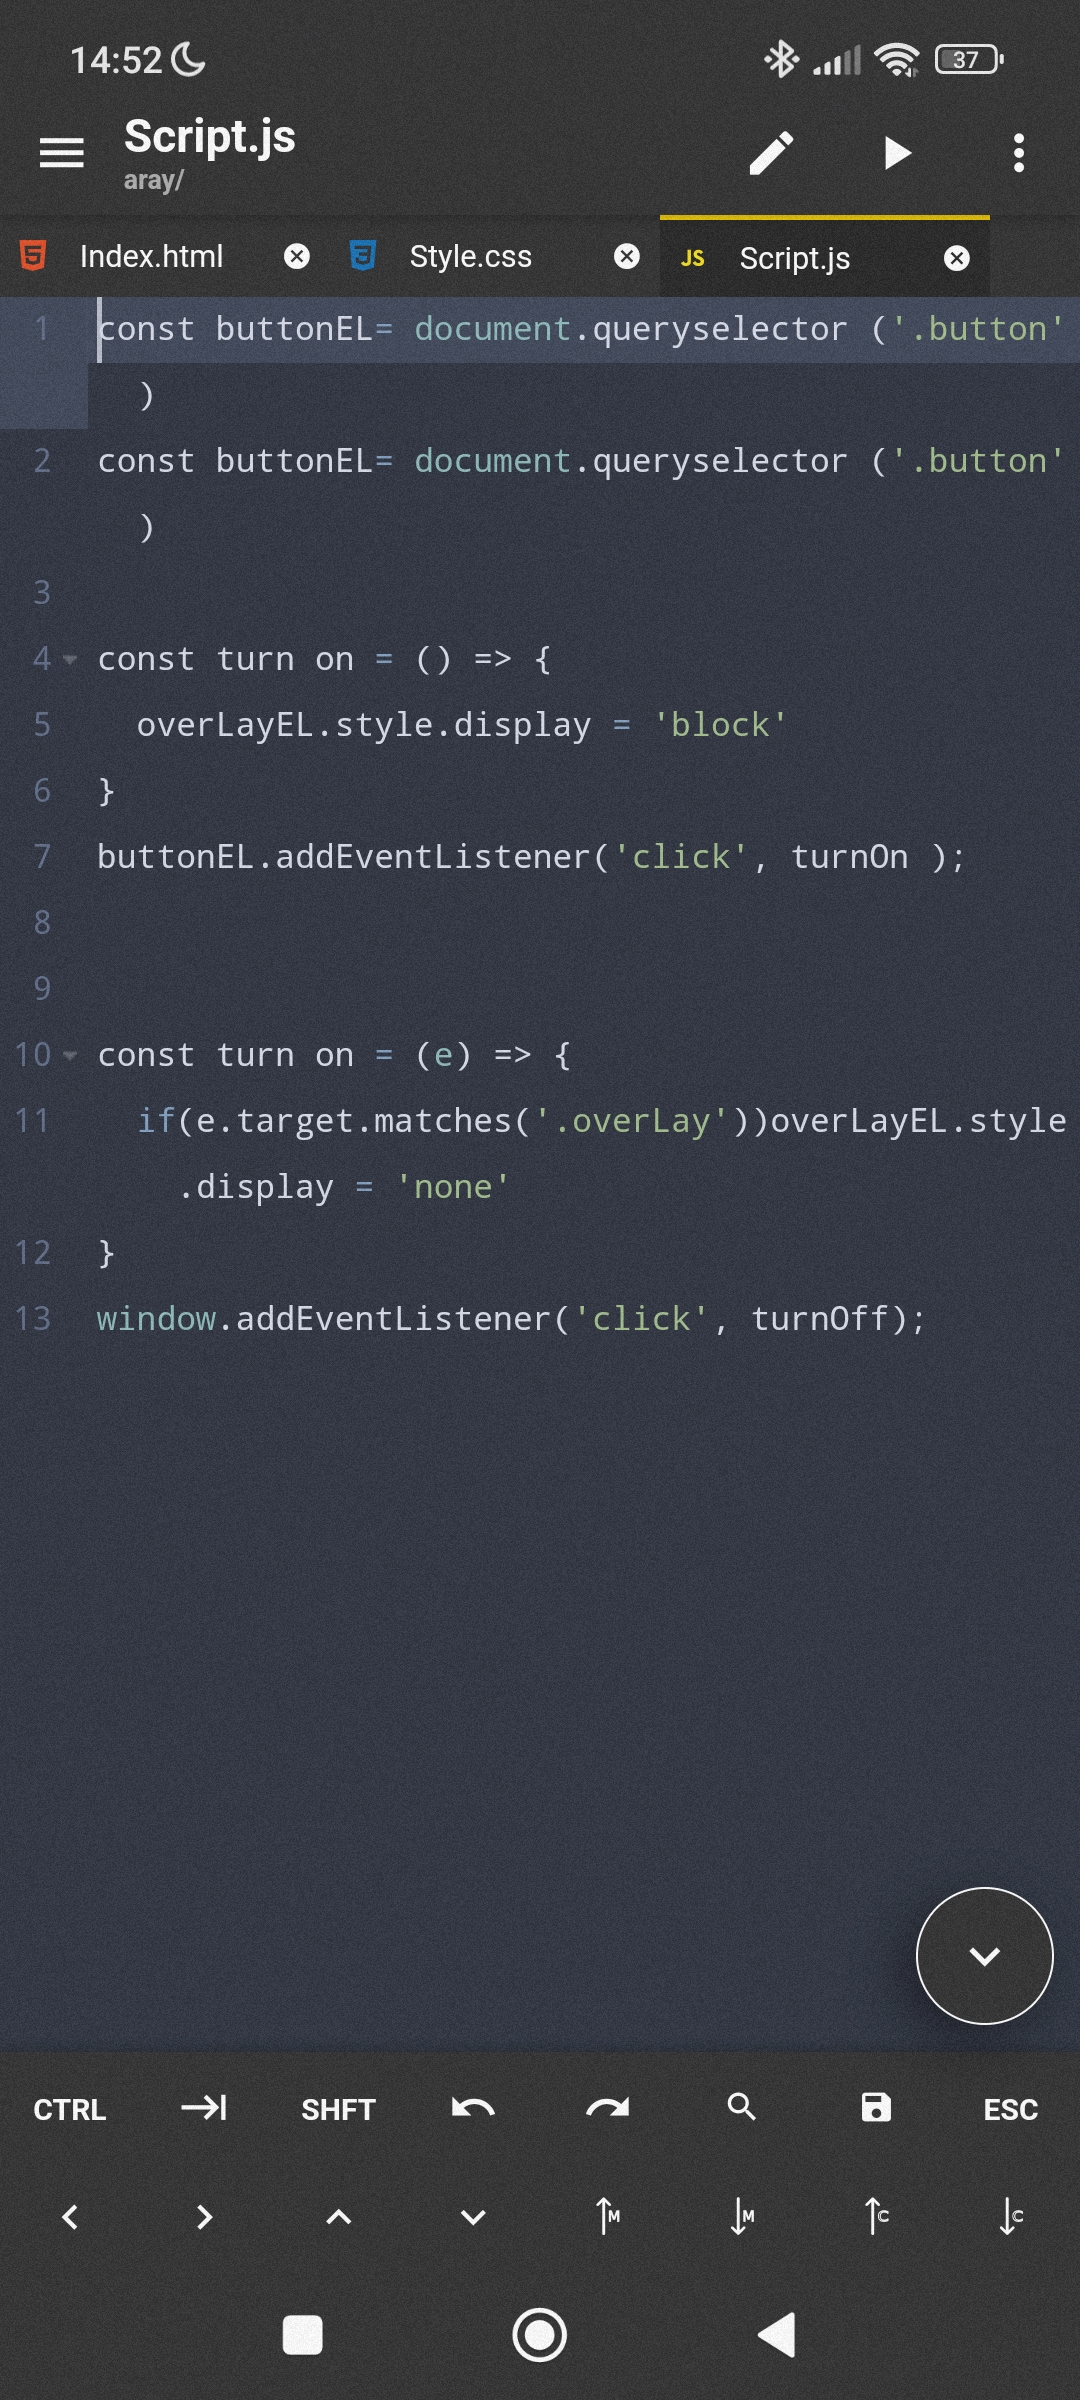 14:52
37
Script.js
aray/
Index.html
Style.css
JS Script.js
1 const buttonEL= document.queryselector ('.button'
)
2 const buttonEL= document.queryselector ('.button'
)
3
4 const turn on = () => {
5 overLayEL.style.display = 'block'
6 }
7 buttonEL.addEventListener('click', turnOn );
8
9
10 const turn on = (e) => {
11 if(e.target.matches('.overLay'))overLayEL.style
.display = 'none'
12 }
13 window.addEventListener('click', turnOff);
CTRL SHFT ESC
M M C C